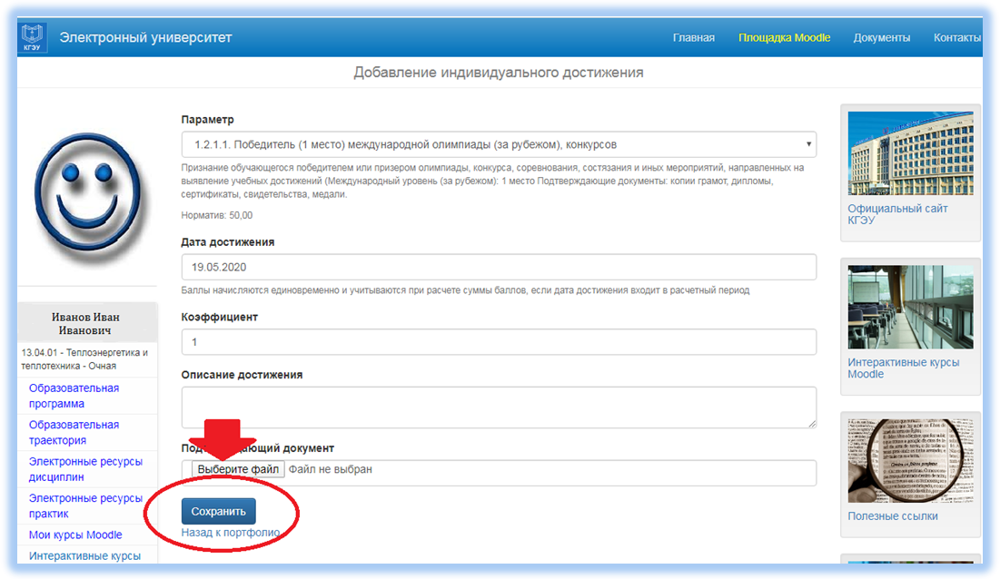 КГЭУ
Электронный университет
Главная
Площадка Moodle
Документы
Контакты
Добавление индивидуального достижения
Параметр
1.2.1.1. Победитель (1 место) международной олимпиады (за рубежом), конкурсов
Признание обучающегося победителем или призером олимпиады, конкурса, соревнования, состязания и иных мероприятий, направленных на
выявление учебных достижений (Международный уровень (за рубежом): 1 место Подтверждающие документы: копии грамот, дипломы,
сертификаты, свидетельства, медали.
Норматив: 50,00
Дата достижения
19.05.2020
Баллы начисляются единовременно и учитываются при расчете суммы баллов, если дата достижения входит в расчетный период
Коэффициент
1
Описание достижения
документ
Выберите файл Файл не выбран
Сохранить
Назад к портфолио
Иванов Иван
Иванович
13.04.01 - Теплоэнергетика и
теплотехника - Очная
Образовательная
программа
Образовательная
траектория
Электронные ресурсы
дисциплин
Электронные ресурсы
практик
Мои курсы Moodle
Интерактивные курсы
Официальный сайт
КГЭУ
Интерактивные курсы
Moodle
Полезные ссылки